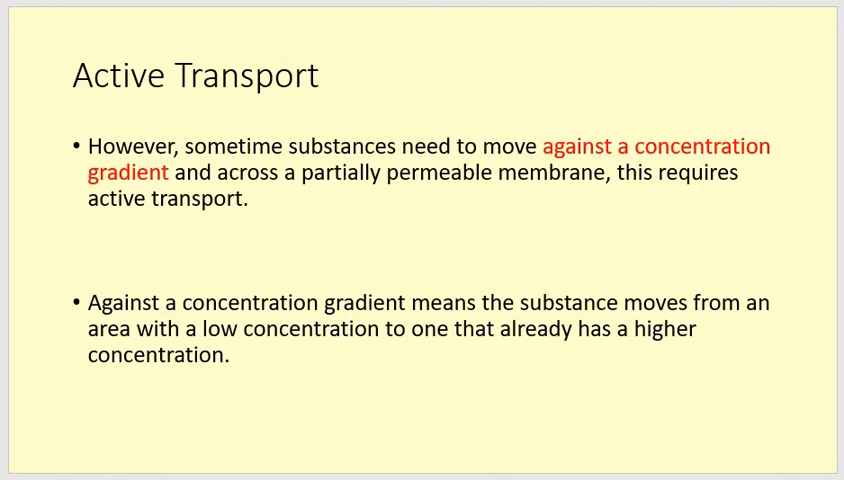 Active Transport
• However, sometime substances need to move against a concentration
gradient and across a partially permeable membrane, this requires
active transport.
• Against a concentration gradient means the substance moves from an
area with a low concentration to one that already has a higher
concentration.